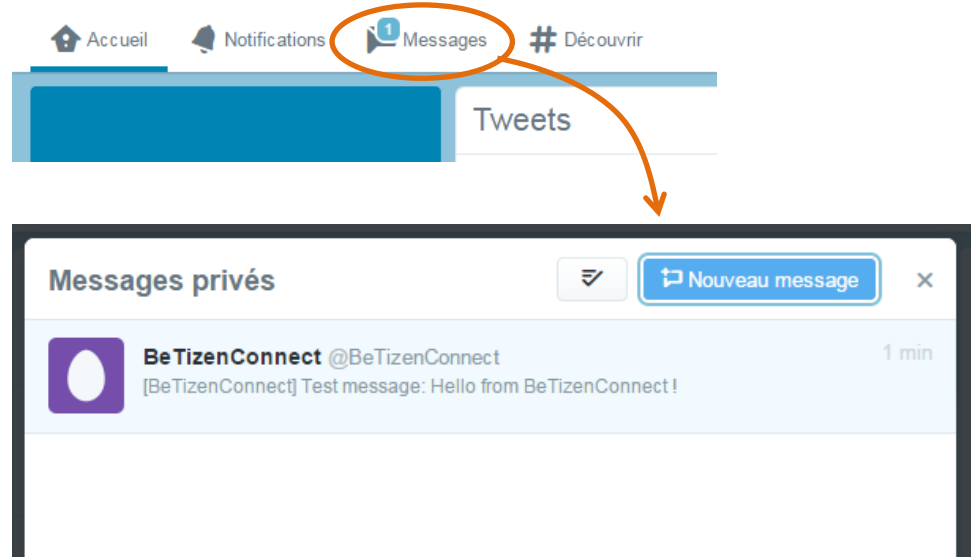 Accueil Notifications 1 Messages # Découvrir
Tweets
Messages privés Nouveau message ×
BeTizenConnect @BeTizenConnect 1 min
[BeTizenConnect] Test message: Hello from BeTizenConnect !